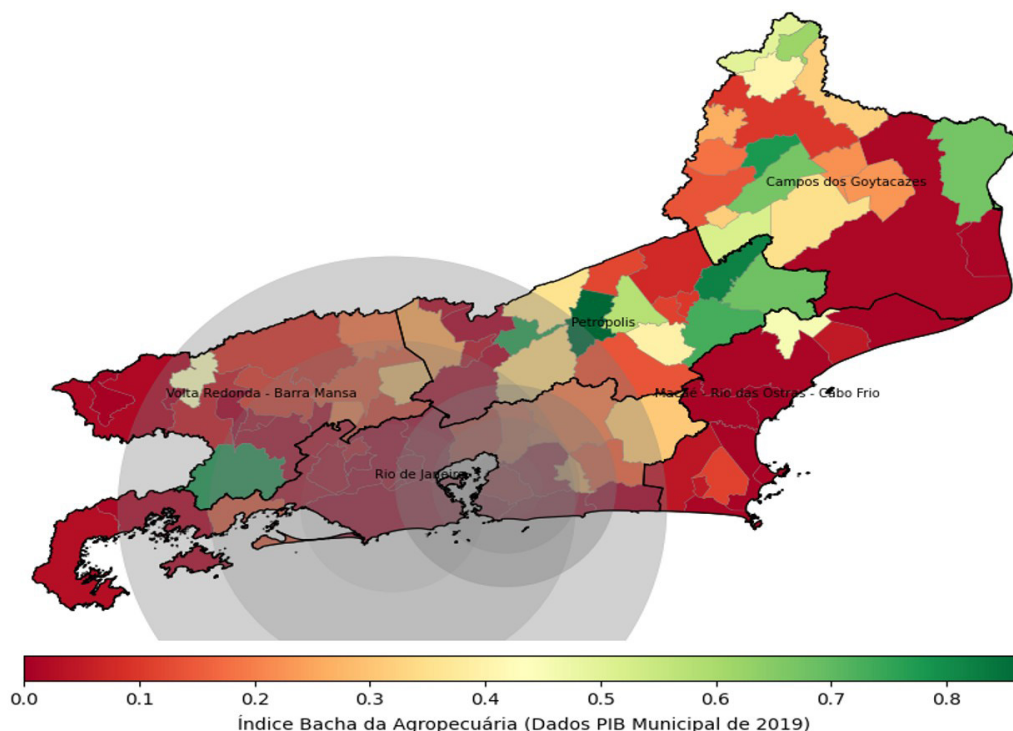 Campos dos Goytacazes
Petrópolis
Volta Redonda - Barra Mansa
Macaé - Rio das Ostras - Cabo Frio
Rio de Janeiro
0.0 0.1 0.2 0.3 0.4 0.5 0.6 0.7 0.8
Índice Bacha da Agropecuária (Dados PIB Municipal de 2019)